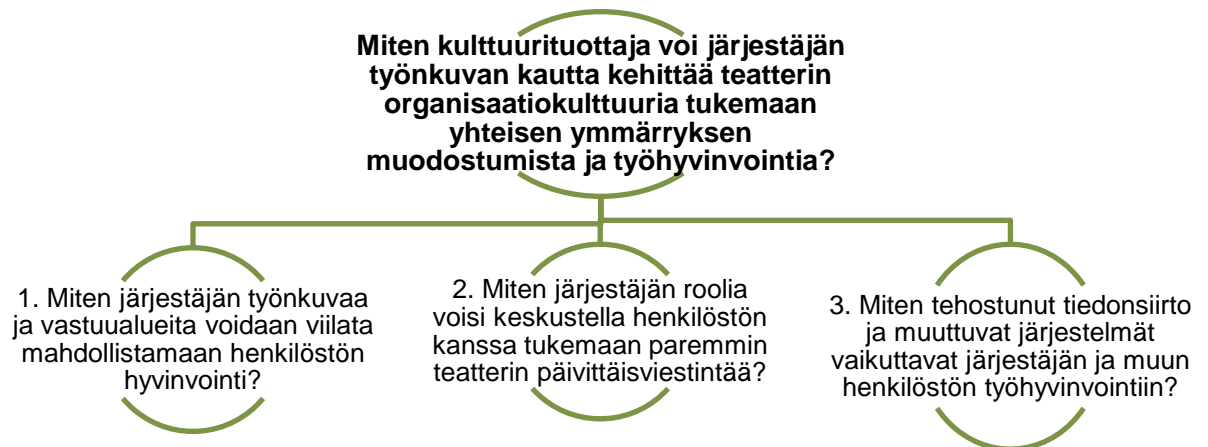 Miten kulttuurituottaja voi järjestäjän
työnkuvan kautta kehittää teatterin
organisaatiokulttuuria tukemaan
yhteisen ymmärryksen
muodostumista ja työhyvinvointia?
1. Miten järjestäjän työnkuvaa
ja vastuualueita voidaan viilata
mahdollistamaan henkilöstön
hyvinvointi?
2. Miten järjestäjän roolia
voisi keskustella henkilöstön
kanssa tukemaan paremmin
teatterin päivittäisviestintää?
3. Miten tehostunut tiedonsiirto
ja muuttuvat järjestelmät
vaikuttavat järjestäjän ja muun
henkilöstön työhyvinvointiin?